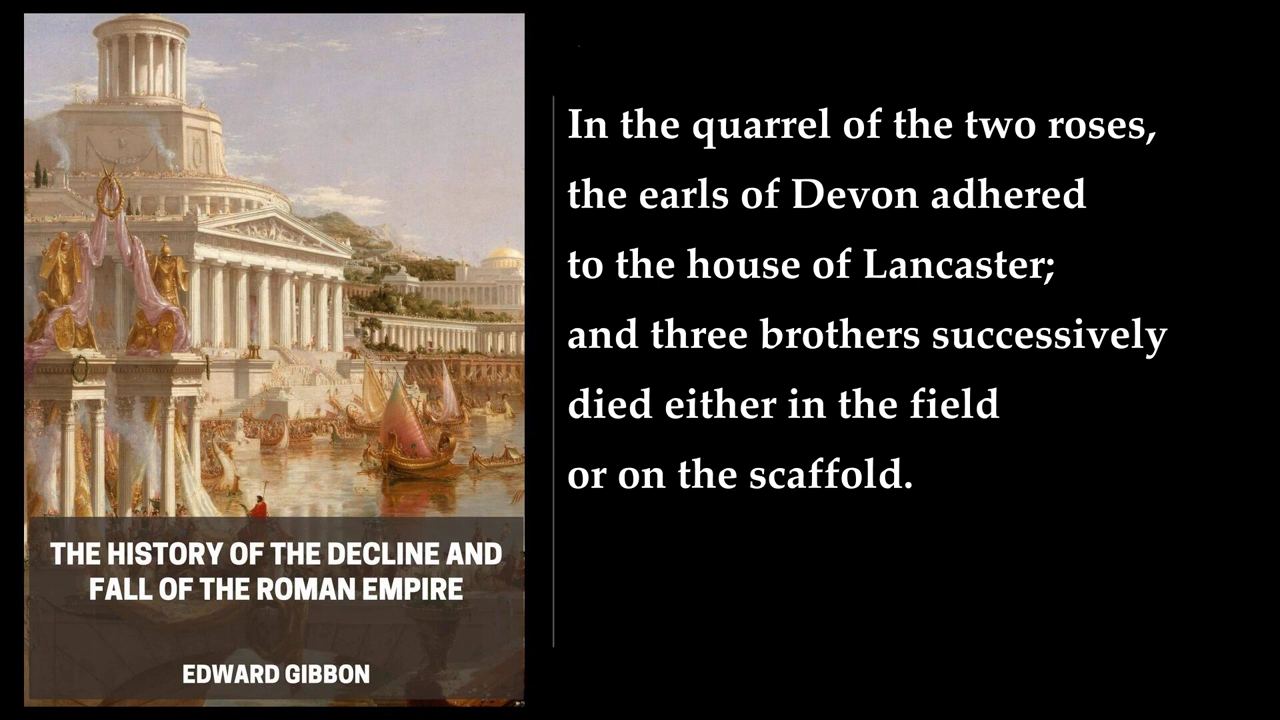 In the quarrel of the two roses,
the earls of Devon adhered
to the house of Lancaster;
and three brothers successively
died either in the field
or on the scaffold.
THE HISTORY OF THE DECLINE AND
FALL OF THE ROMAN EMPIRE
EDWARD GIBBON